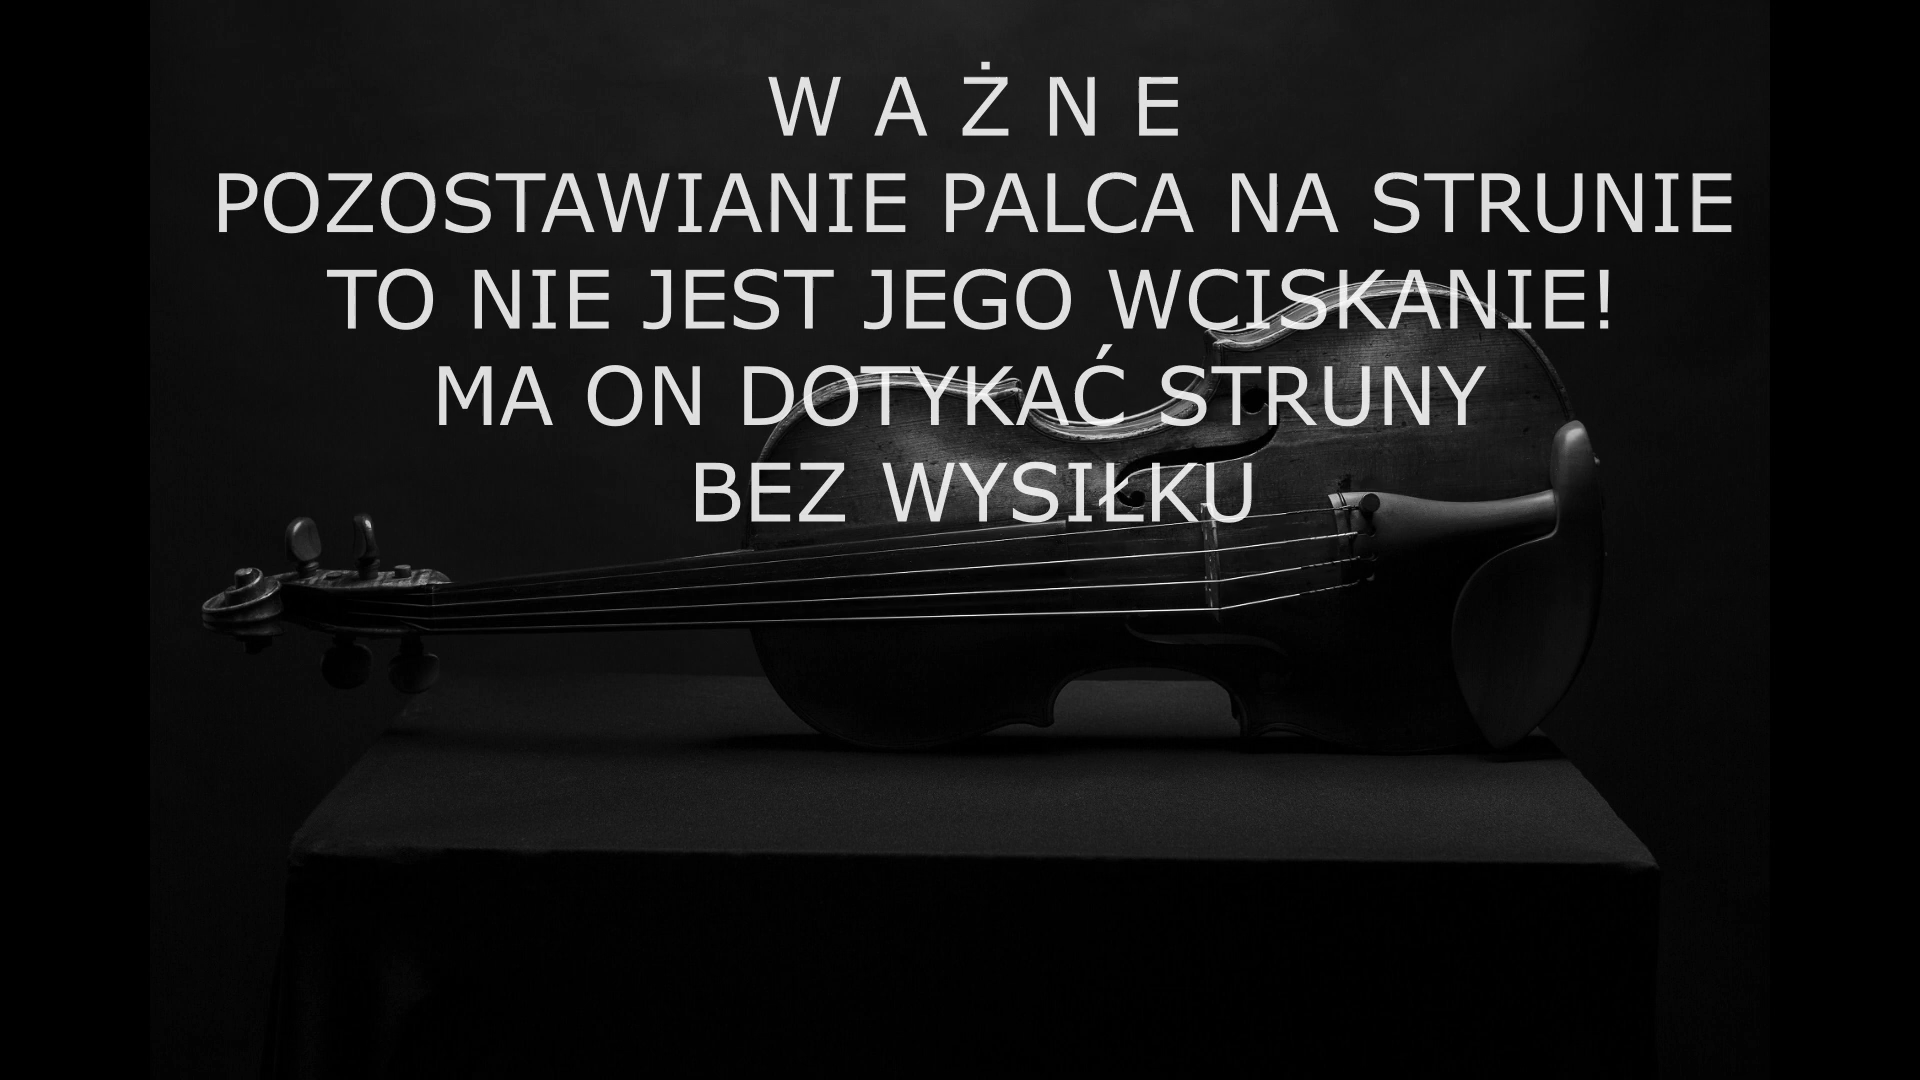 W A Ż N E
POZOSTAWIANIE PALCA NA STRUNIE
TO NIE JEST JEGO WCISKANIE!
MA ON DOTYKAĆ STRUNY
BEZ WYSIŁKU